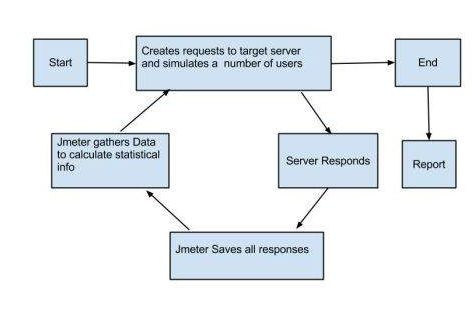 Start
Creates requests to target server
and simulates a number of users
End
Jmeter gathers Data
to calculate statistical
info
Server Responds
Report
Jmeter Saves all responses